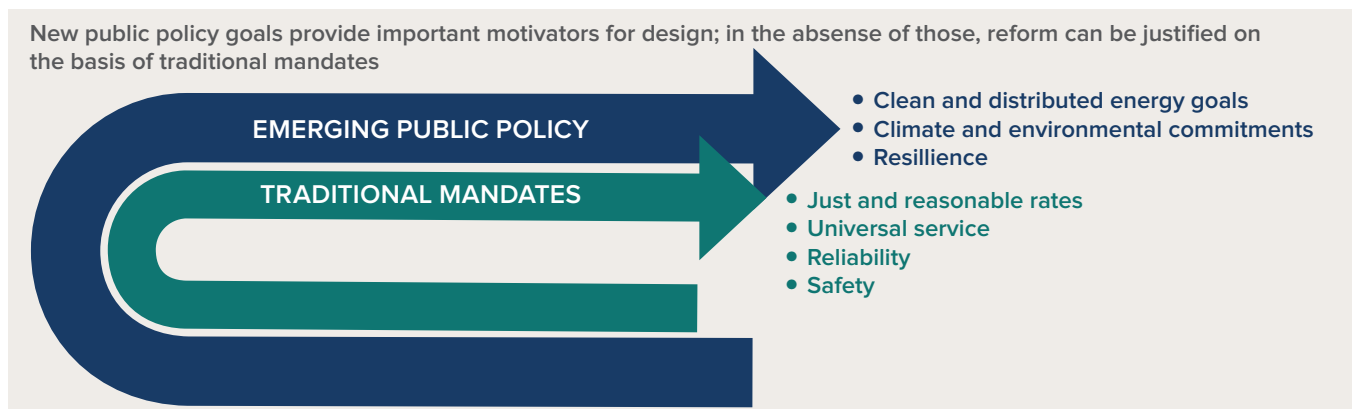 New public policy goals provide important motivators for design; in the absense of those, reform can be justified on
the basis of traditional mandates
EMERGING PUBLIC POLICY
• Clean and distributed energy goals
• Climate and environmental commitments
• Resillience
TRADITIONAL MANDATES
• Just and reasonable rates
• Universal service
• Reliability
• Safety